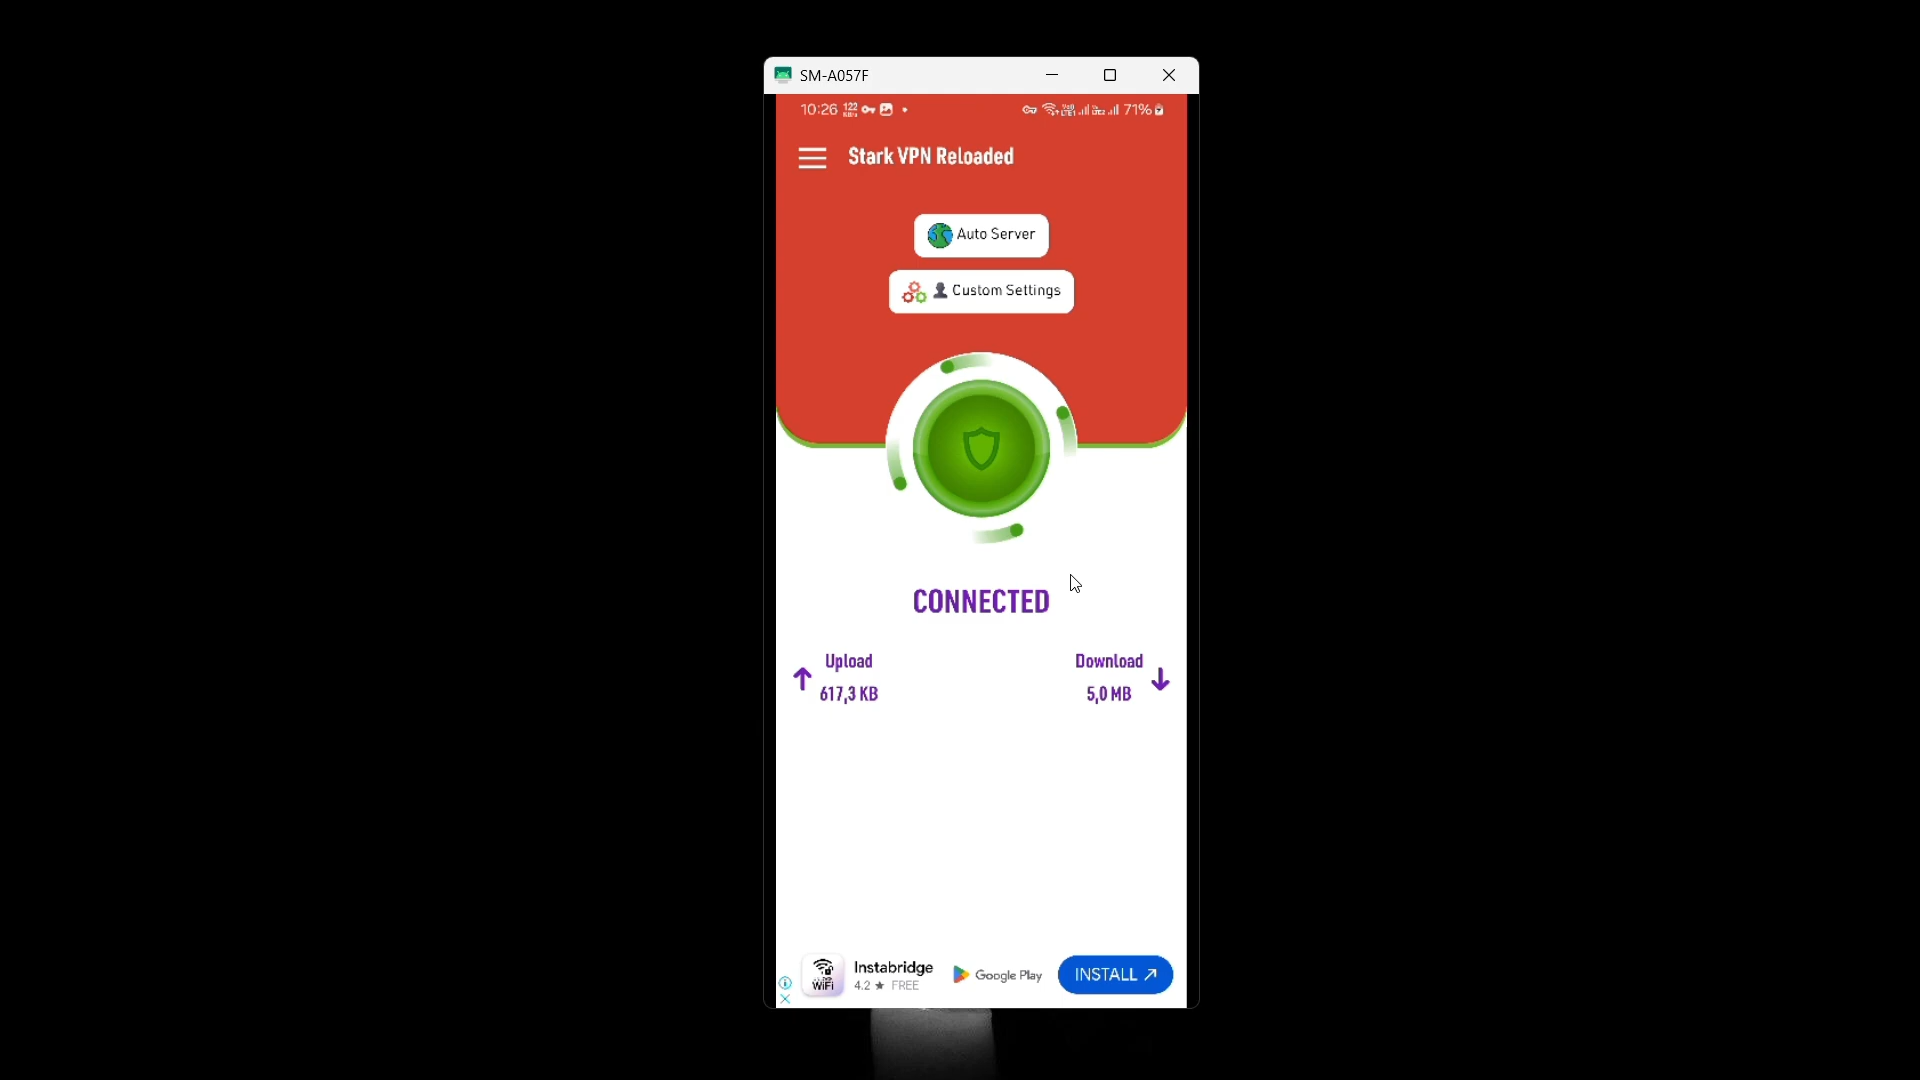 SM-A057F
10:26
71%
Stark VPN Reloaded
Auto Server
Custom Settings
CONNECTED
Upload
617,3 KB
Download
5,0 MB
WiFi
Instabridge
4.2 ★ FREE
Google Play
INSTALL